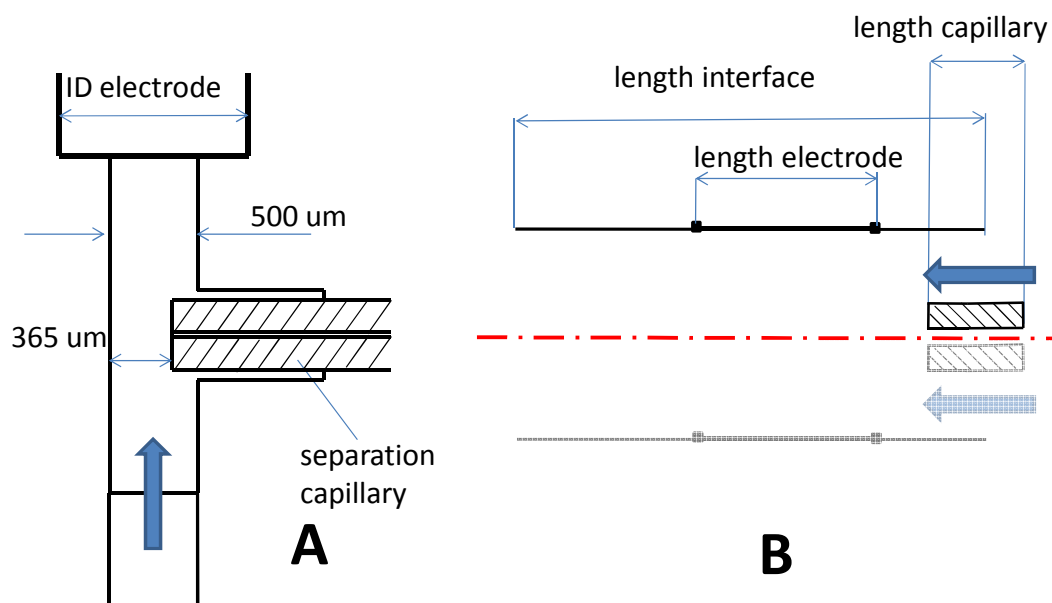 ID electrode
500 um
365 um
separation
capillary
A
length capillary
length interface
length electrode
B